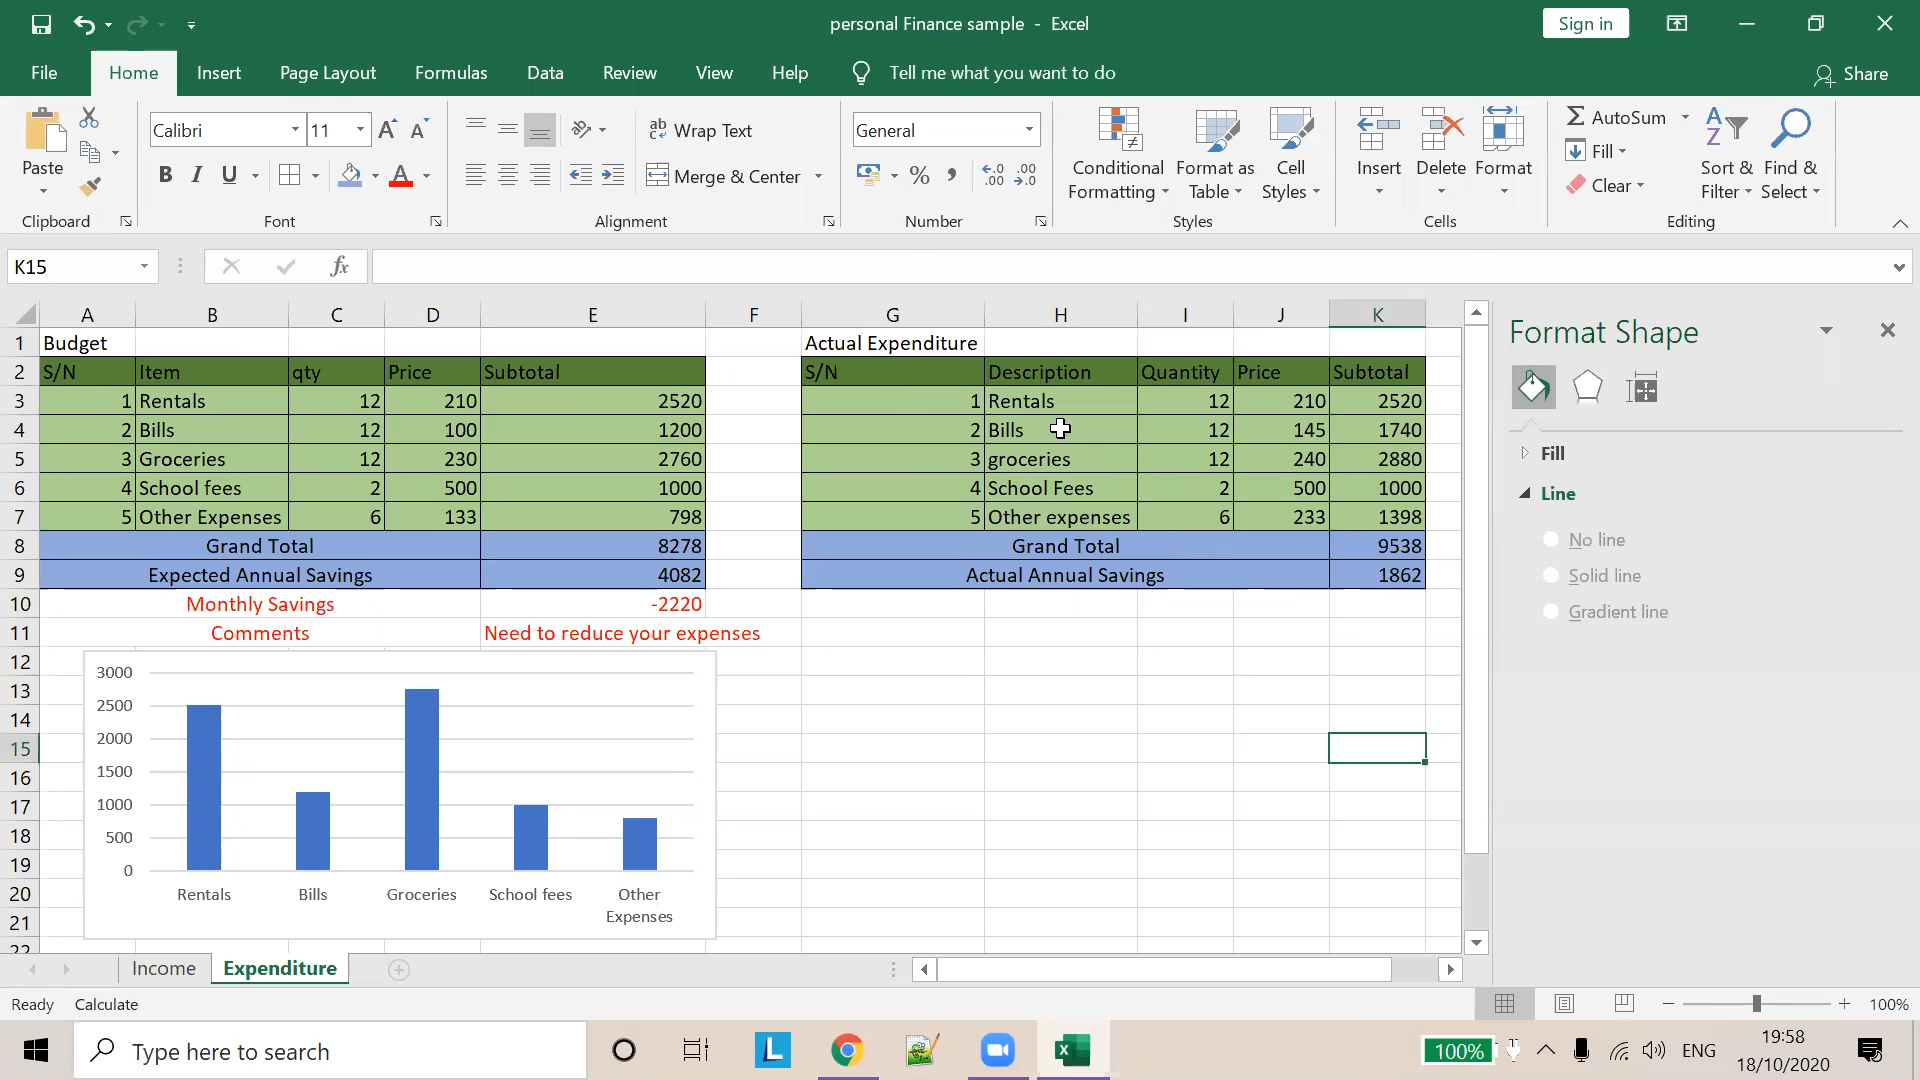 personal Finance sample - Excel
Sign in
File Home Insert Page Layout Formulas Data Review View Help Tell me what you want to do Share
Paste
Clipboard
Calibri 11
B I U
Font
Wrap Text
Merge & Center
Alignment
General
Number
Conditional Formatting
Format as Table
Cell Styles
Styles
Insert Delete Format
Cells
AutoSum
Fill
Clear
Sort & Filter
Find & Select
Editing
K15
fx
A B C D E F G H I J K
1 Budget Actual Expenditure
2 S/N Item qty Price Subtotal S/N Description Quantity Price Subtotal
3 1 Rentals 12 210 2520 1 Rentals 12 210 2520
4 2 Bills 12 100 1200 2 Bills 12 145 1740
5 3 Groceries 12 230 2760 3 groceries 12 240 2880
6 4 School fees 2 500 1000 4 School Fees 2 500 1000
7 5 Other Expenses 6 133 798 5 Other expenses 6 233 1398
8 Grand Total 8278 Grand Total 9538
9 Expected Annual Savings 4082 Actual Annual Savings 1862
10 Monthly Savings -2220
11 Comments Need to reduce your expenses
12
13
14
15
16
17
18
19
20
21
22
3000
2500
2000
1500
1000
500
0
Rentals Bills Groceries School fees Other Expenses
Format Shape
Fill
Line
No line
Solid line
Gradient line
Income Expenditure
Ready Calculate
100%
Type here to search
L
100%
ENG
19:58
18/10/2020